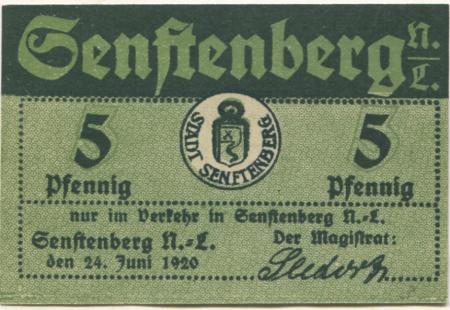 Senftenberg N.
L.
5 5
STADT SENFTENBERG
Pfennig Pfennig
nur im Verkehr in Senftenberg N.-L.
Senftenberg N.-L. Der Magistrat:
den 24. Juni 1920